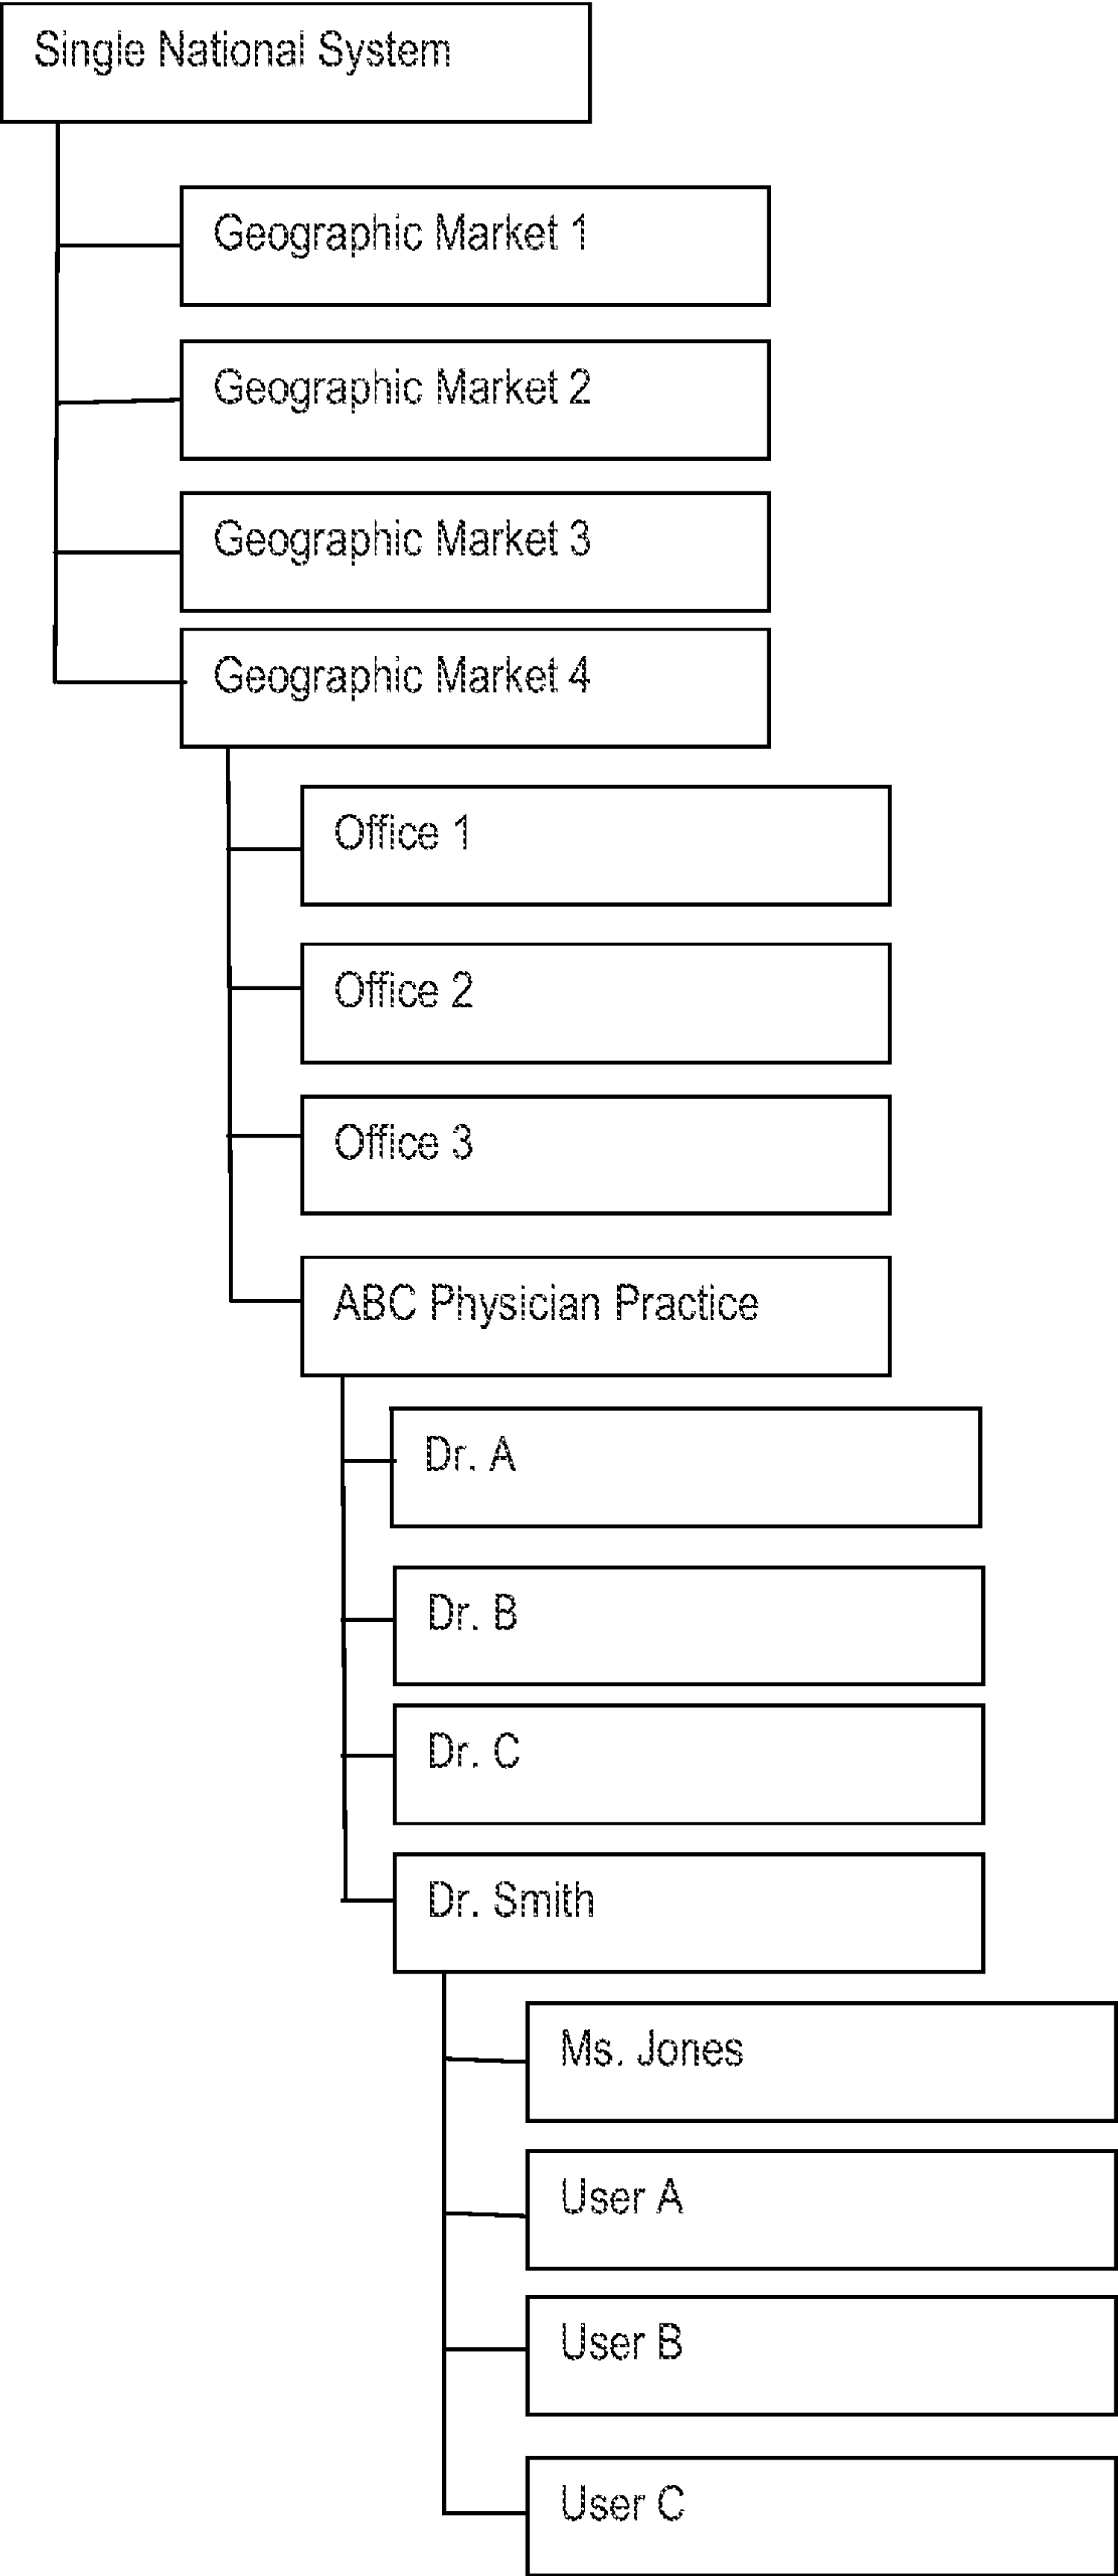 Single National System
Geographic Market 1
Geographic Market 2
Geographic Market 3
Geographic Market 4
Office 1
Office 2
Office 3
ABC Physician Practice
Dr. A
Dr. B
Dr. C
Dr. Smith
Ms. Jones
User A
User B
User C